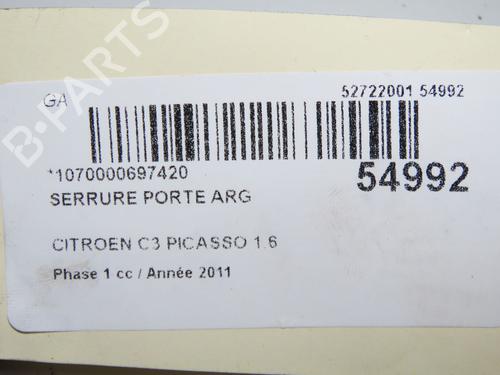 B-PARTS
GA
52722001 54992
*1070000697420
54992
SERRURE PORTE ARG
CITROEN C3 PICASSO 1.6
Phase 1 cc / Année 2011